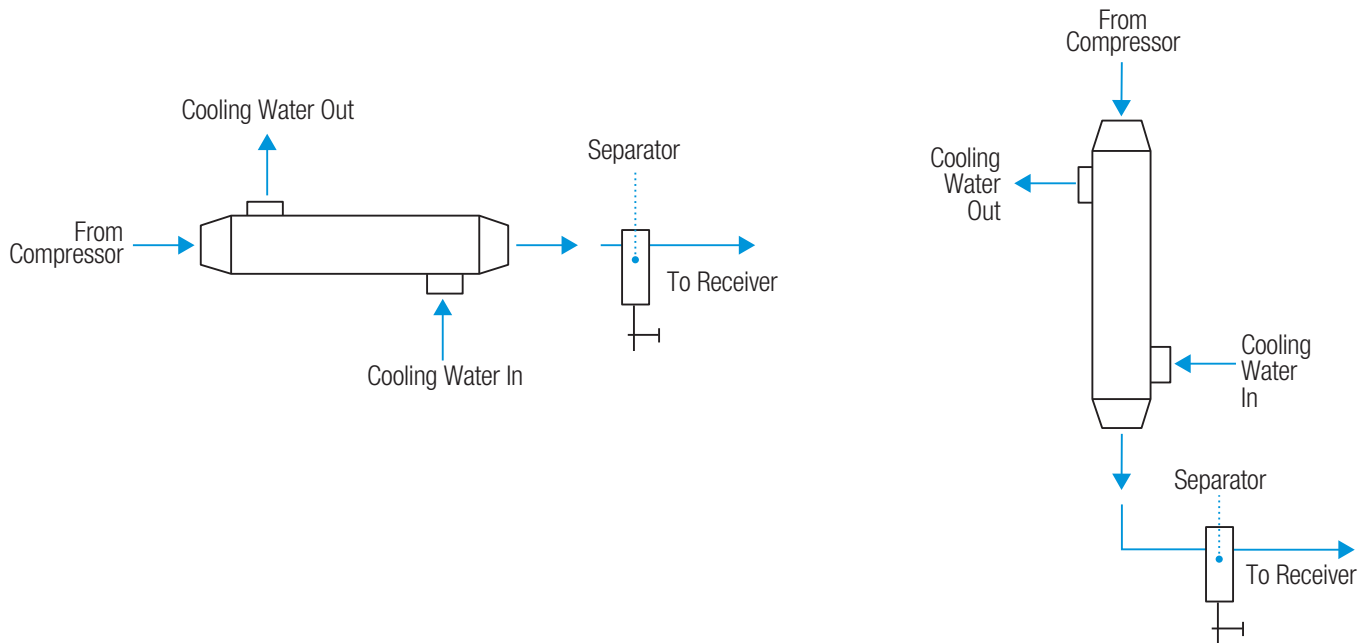 Cooling Water Out
From
Compressor
Separator
To Receiver
Cooling Water In
From
Compressor
Cooling
Water
Out
Cooling
Water
In
Separator
To Receiver